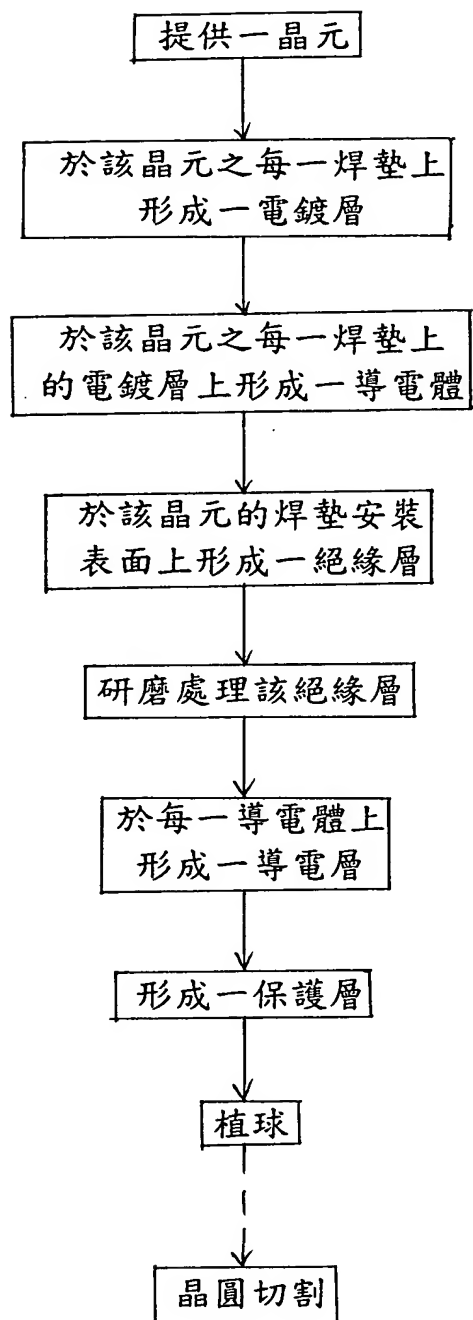 提供一晶元
於該晶元之每一焊墊上
形成一電鍍層
於該晶元之每一焊墊上
的電鍍層上形成一導電體
於該晶元的焊墊安裝
表面上形成一絕緣層
研磨處理該絕緣層
於每一導電體上
形成一導電層
形成一保護層
植球
晶圓切割